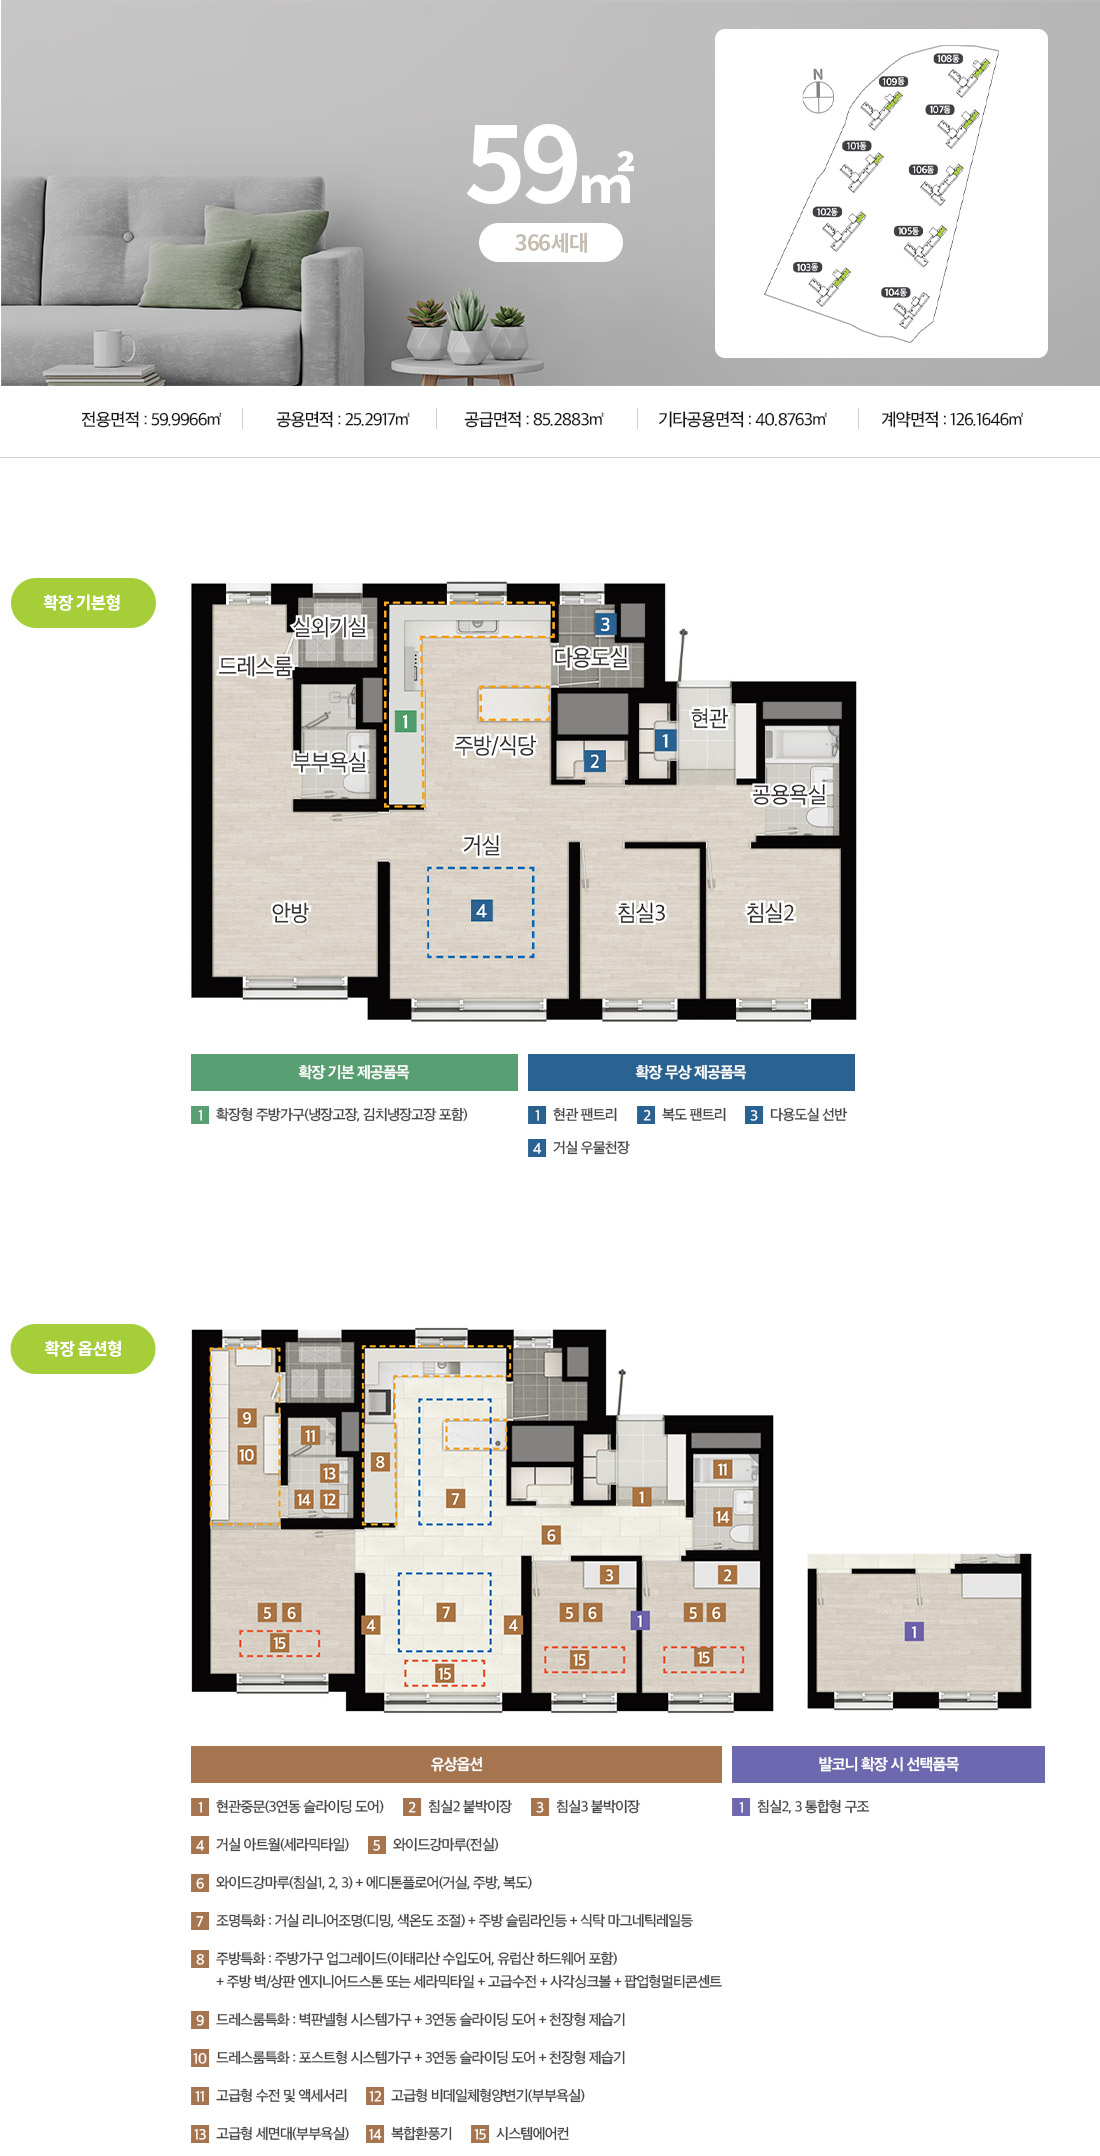 59㎡
366세대
N
108동
109동
107동
101동
106동
102동
105동
103동
104동
전용면적 : 59.9966㎡
공용면적 : 25.2917㎡
공급면적 : 85.2883㎡
기타공용면적 : 40.8763㎡
계약면적 : 126.1646㎡
확장 기본형
실외기실
3
드레스룸
다용도실
1
현관
주방/식당
1
2
부부욕실
공용욕실
거실
안방
4
침실3
침실2
확장 기본 제공품목
확장 무상 제공품목
1 확장형 주방가구(냉장고장, 김치냉장고장 포함)
1 현관 팬트리
2 복도 팬트리
3 다용도실 선반
4 거실 우물천장
확장 옵션형
9
11
10
8
13
11
14 12
7
1
14
6
3
2
5 6
4
7
4
5 6
1
5 6
15
15
15
15
1
유상옵션
발코니 확장 시 선택품목
1 현관중문(3연동 슬라이딩 도어)
2 침실2 붙박이장
3 침실3 붙박이장
1 침실2, 3 통합형 구조
4 거실 아트월(세라믹타일)
5 와이드강마루(전실)
6 와이드강마루(침실1, 2, 3) + 에디톤플로어(거실, 주방, 복도)
7 조명특화 : 거실 리니어조명(디밍, 색온도 조절) + 주방 슬림라인등 + 식탁 마그네틱레일등
8 주방특화 : 주방가구 업그레이드(이태리산 수입도어, 유럽산 하드웨어 포함)
+ 주방 벽/상판 엔지니어드스톤 또는 세라믹타일 + 고급수전 + 사각싱크볼 + 팝업형멀티콘센트
9 드레스룸특화 : 벽판넬형 시스템가구 + 3연동 슬라이딩 도어 + 천장형 제습기
10 드레스룸특화 : 포스트형 시스템가구 + 3연동 슬라이딩 도어 + 천장형 제습기
11 고급형 수전 및 액세서리
12 고급형 비데일체형양변기(부부욕실)
13 고급형 세면대(부부욕실)
14 복합환풍기
15 시스템에어컨